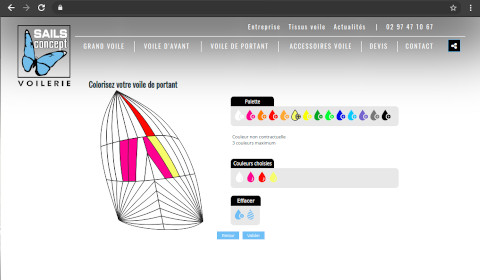 SAILS
concept
VOILERIE
Entreprise Tissus voile Actualités | 02 97 47 10 67
GRAND VOILE | VOILE D'AVANT | VOILE DE PORTANT | ACCESSOIRES VOILE | DEVIS | CONTACT
Colorisez votre voile de portant
Palette
Couleur non contractuelle
3 couleurs maximum
Couleurs choisies
Effacer
Retour
Valider